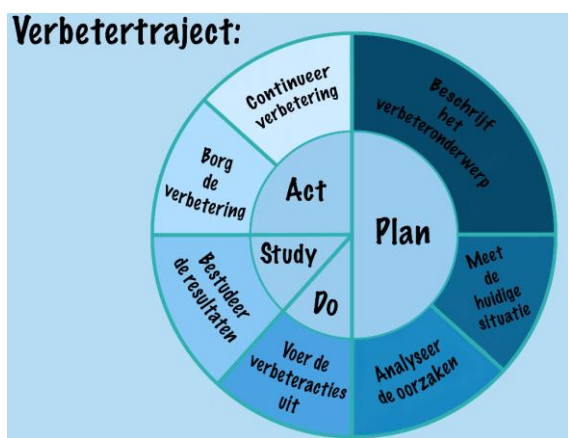 Verbetertraject:
Beschrijf
het
verbeteronderwerp
Meet
de
huidige
situatie
Analyseer
de oorzaken
Voer de
verbeteracties
uit
Bestudeer
de resultaten
Borg
de
verbetering
Continueer
verbetering
Plan
Do
Study
Act